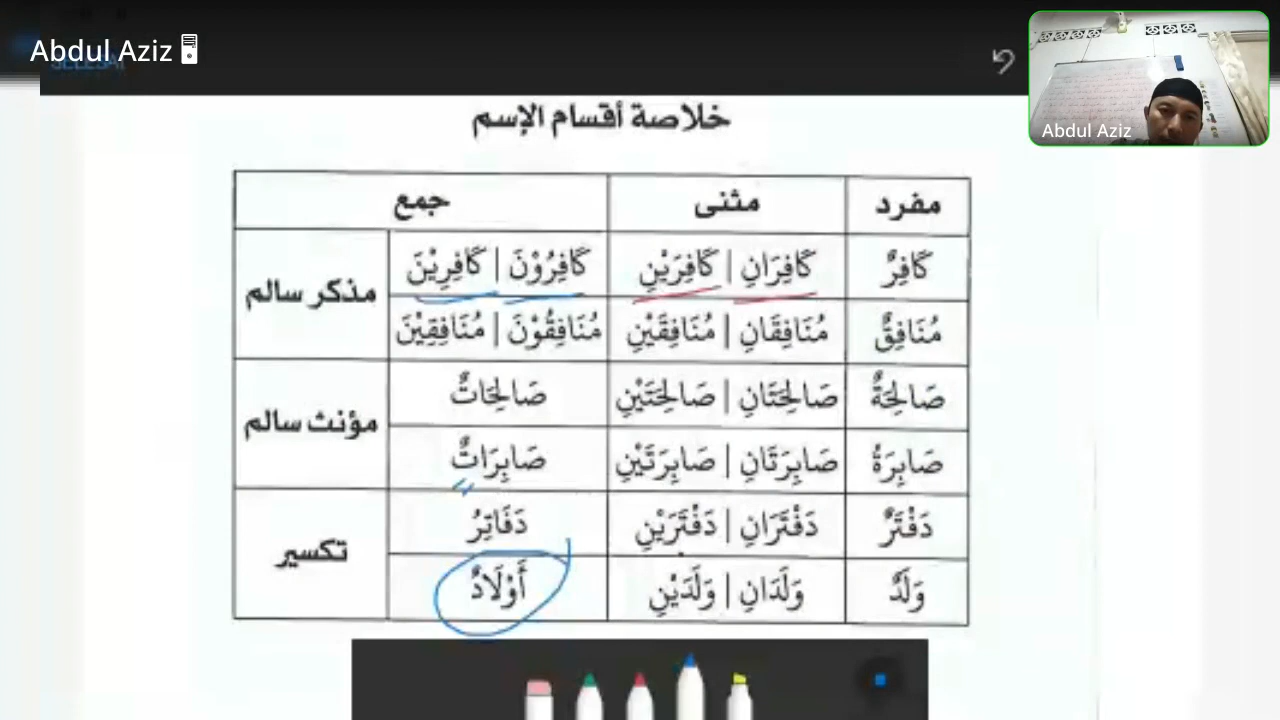 Abdul Aziz
SELESAI
Abdul Aziz
خلاصة أقسام الإسم
مفرد مثنى جمع
كَافِرٌ كَافِرَانِ | كَافِرَيْنِ كَافِرُوْنَ | كَافِرِيْنَ مذكر سالم
مُنَافِقٌ مُنَافِقَانِ | مُنَافِقَيْنِ مُنَافِقُوْنَ | مُنَافِقِيْنَ
صَالِحَةٌ صَالِحَتَانِ | صَالِحَتَيْنِ صَالِحَاتٌ مؤنث سالم
صَابِرَةٌ صَابِرَتَانِ | صَابِرَتَيْنِ صَابِرَاتٌ
دَفْتَرٌ دَفْتَرَانِ | دَفْتَرَيْنِ دَفَاتِرُ تكسير
وَلَدٌ وَلَدَانِ | وَلَدَيْنِ أَوْلَادٌ